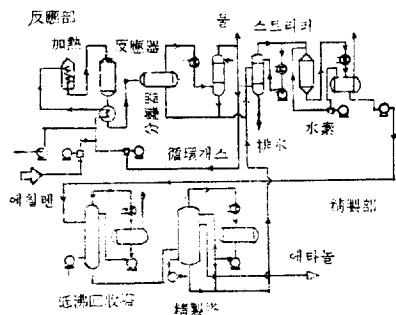 反應部
加熱
反應器
물
스트리퍼
分離器
循環개스
排水
水素
에칠렌
精製部
에타놀
低沸回收塔
精製塔